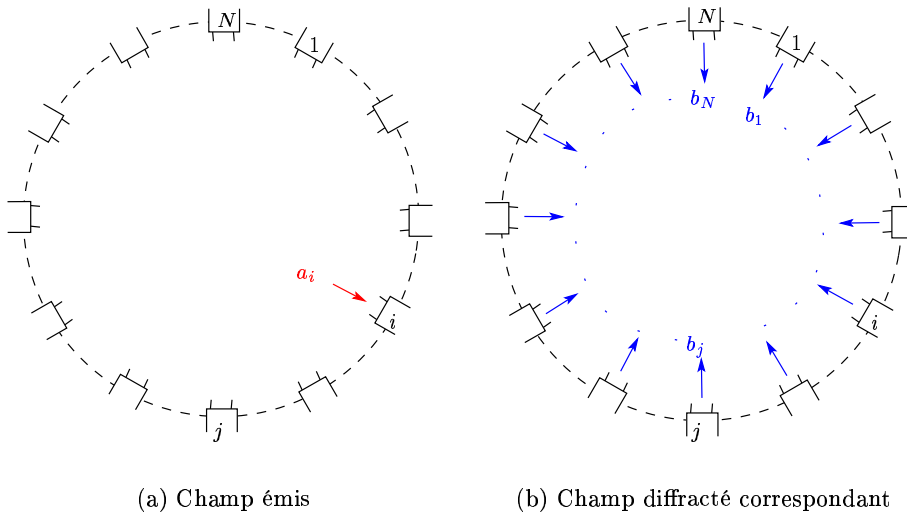 N
1
a_i
i
j
N
1
b_N
b_1
b_j
i
j
(a) Champ émis
(b) Champ diffracté correspondant